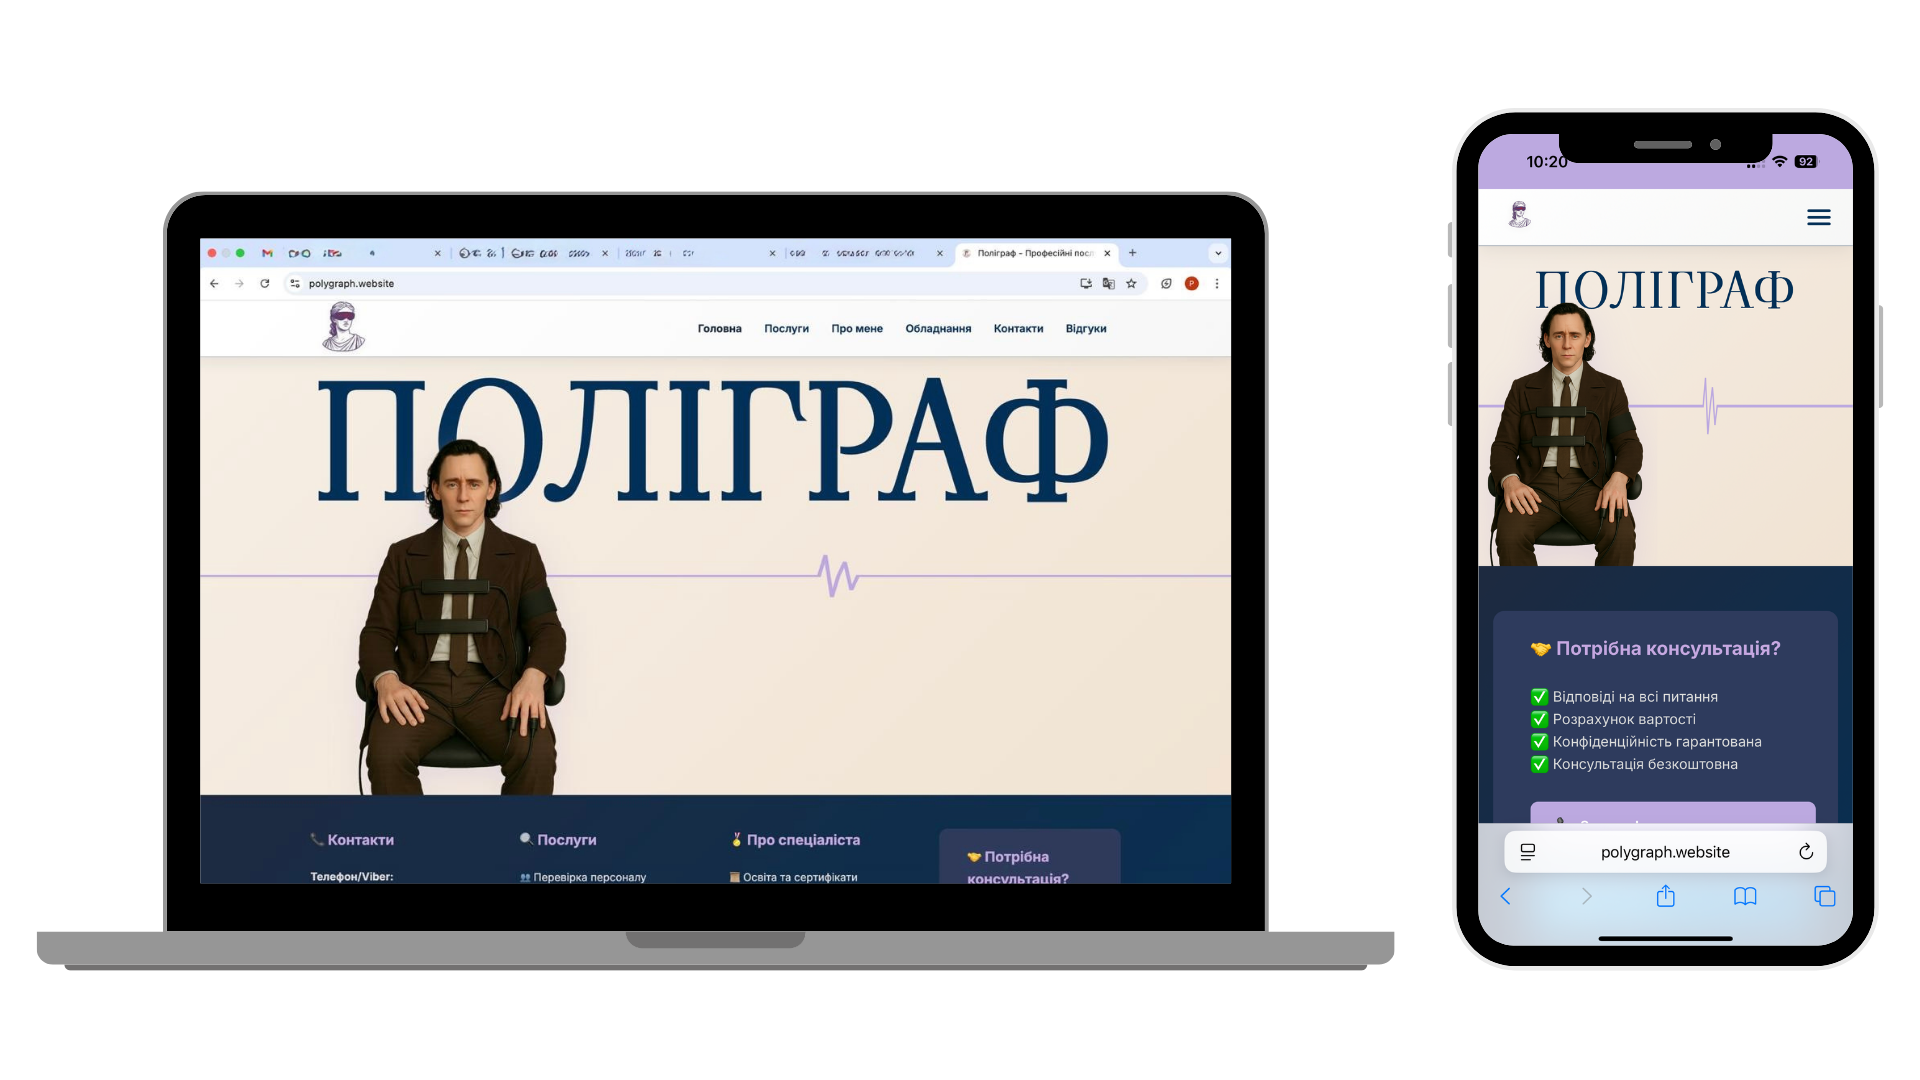 Поліграф – Професійні посл
polygraph.website
P
Головна Послуги Про мене Обладнання Контакти Відгуки
ПОЛІГРАФ
📞 Контакти
Телефон/Viber:
🔍 Послуги
👥 Перевірка персоналу
🏅 Про спеціаліста
📜 Освіта та сертифікати
🤝 Потрібна
консультація?
10:20
92
ПОЛІГРАФ
🤝 Потрібна консультація?
✅ Відповіді на всі питання
✅ Розрахунок вартості
✅ Конфіденційність гарантована
✅ Консультація безкоштовна
polygraph.website